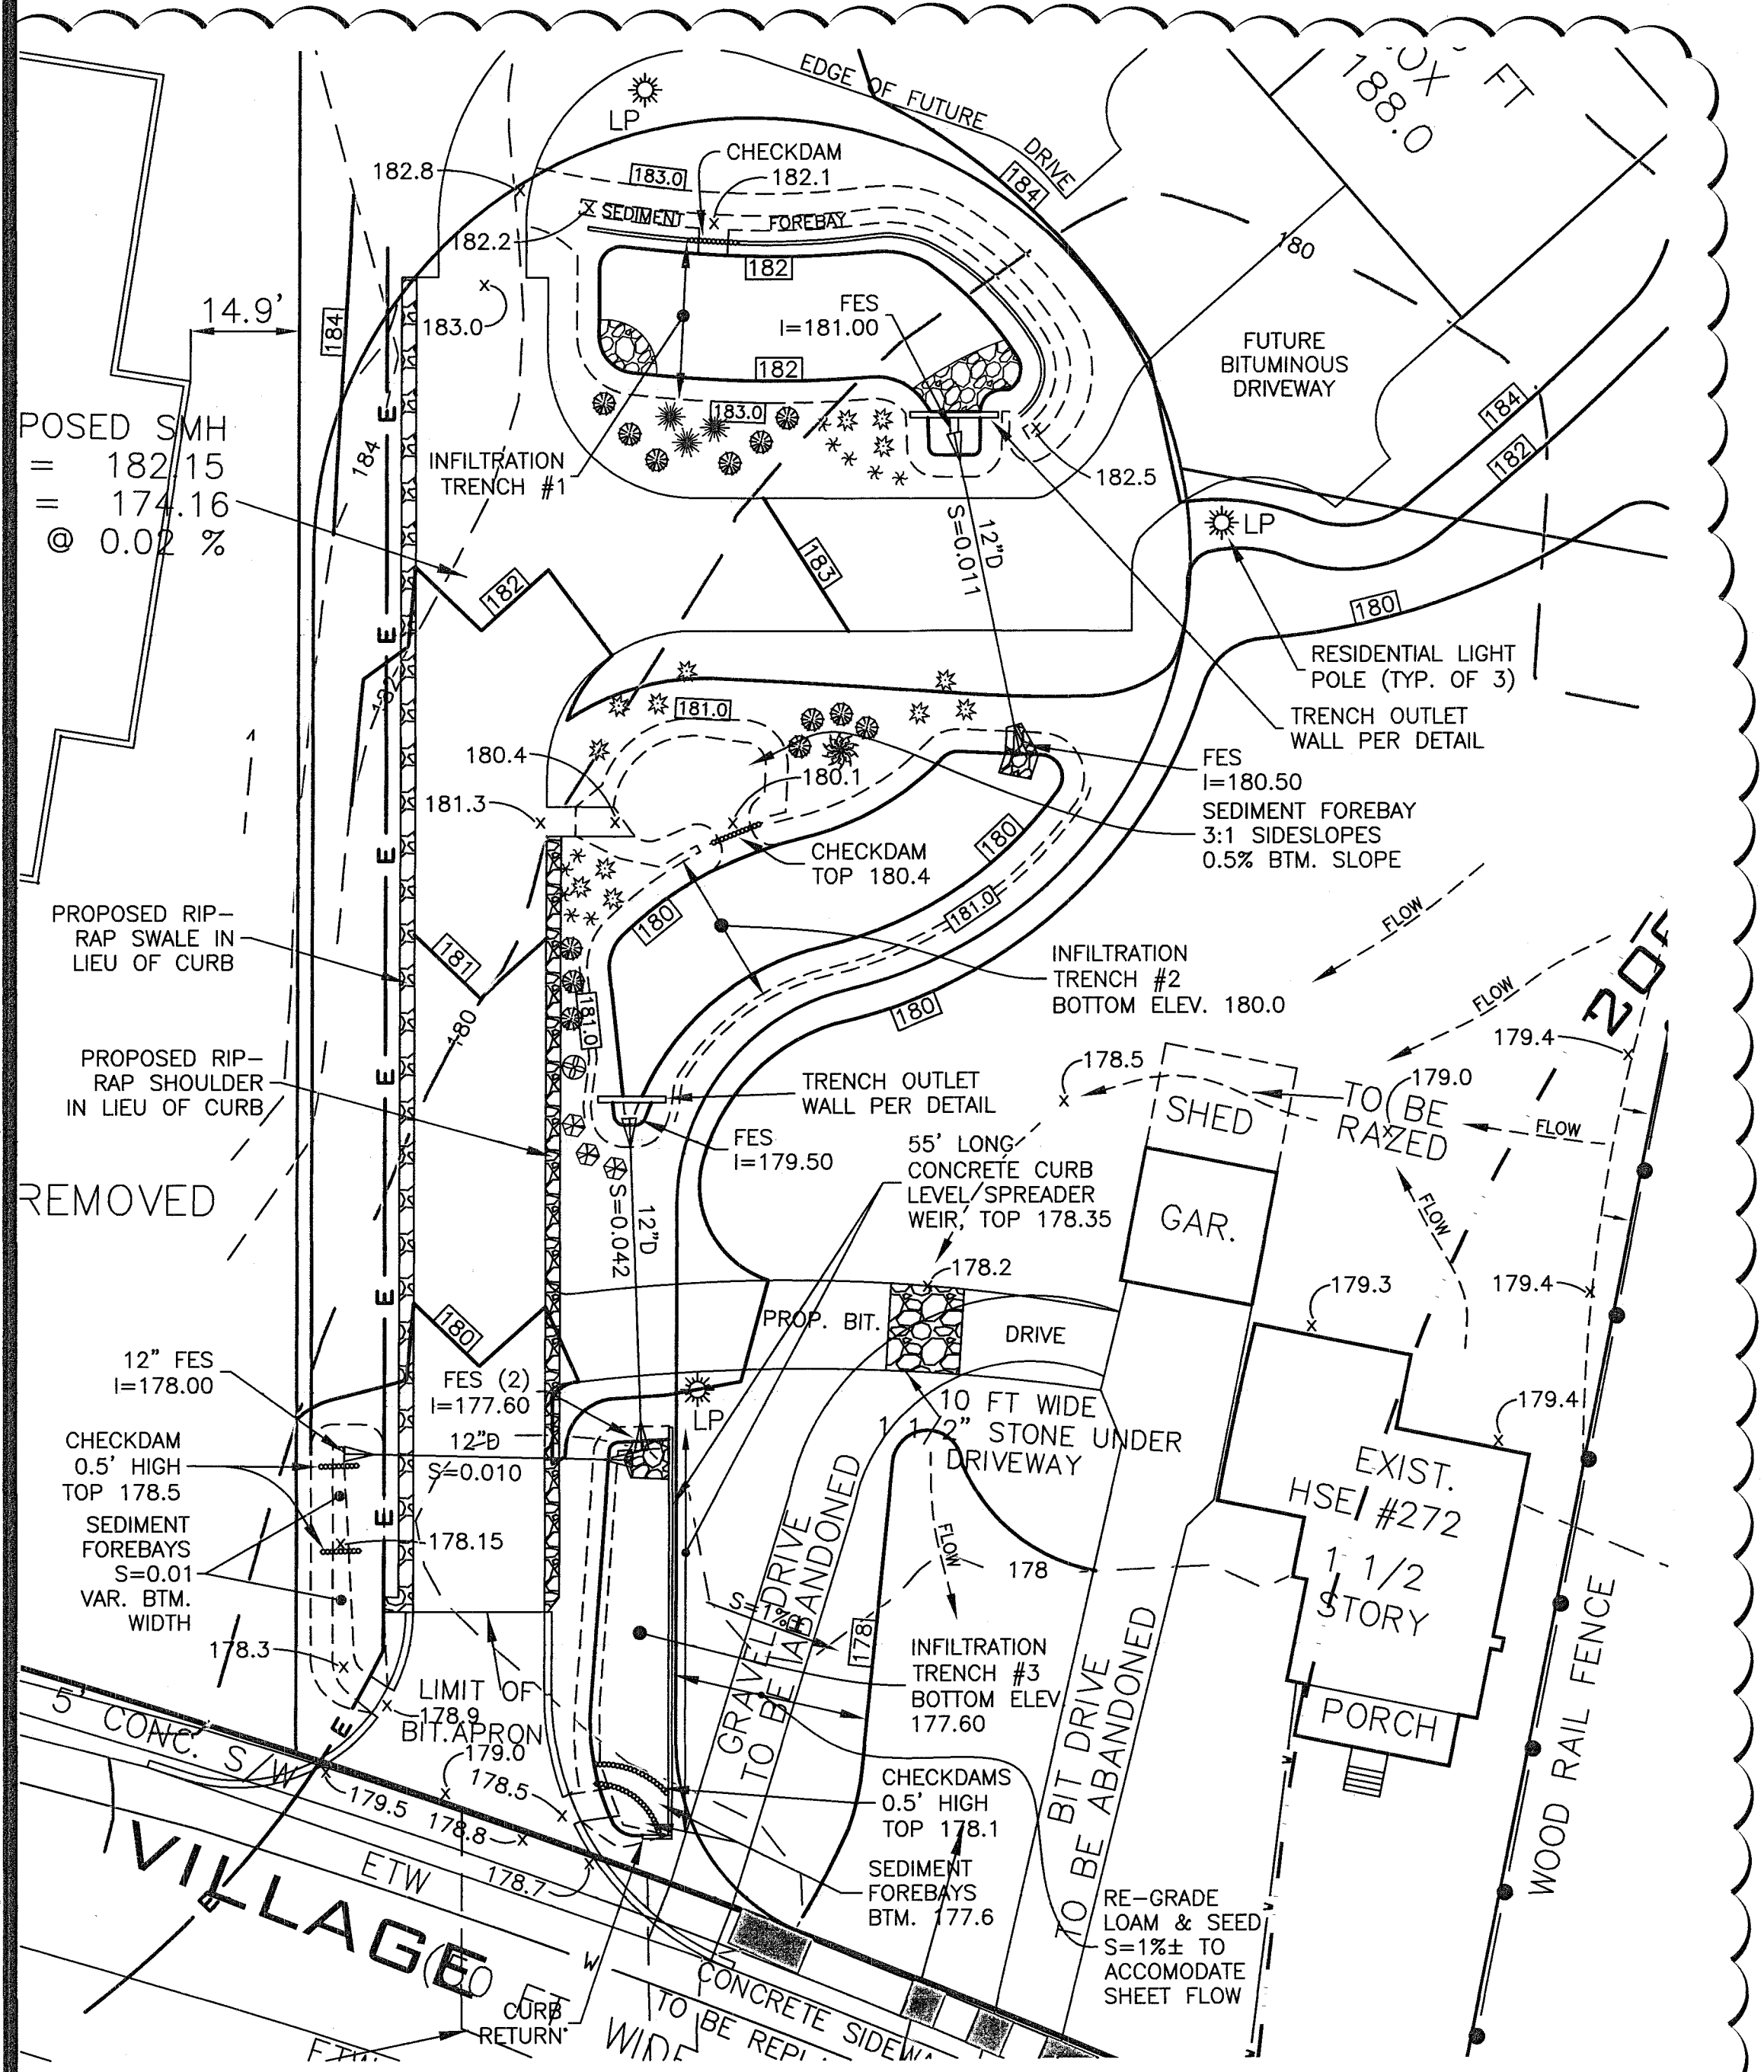 EDGE OF FUTURE DRIVE
OX FT
188.0
LP
CHECKDAM
182.1
182.8
183.0
184
SEDIMENT FOREBAY
182.2
182
180
14.9'
184
183.0
FES
I=181.00
FUTURE
BITUMINOUS
DRIVEWAY
182
184
183.0
182
POSED SMH
= 182.15
= 174.16
@ 0.02 %
184
E
INFILTRATION
TRENCH #1
182.5
LP
12"D
S=0.011
183
182
180
RESIDENTIAL LIGHT
POLE (TYP. OF 3)
TRENCH OUTLET
WALL PER DETAIL
182
181.0
180.4
180.1
FES
I=180.50
181.3
SEDIMENT FOREBAY
3:1 SIDESLOPES
0.5% BTM. SLOPE
180
E
CHECKDAM
TOP 180.4
181.0
180
FLOW
PROPOSED RIP-
RAP SWALE IN
LIEU OF CURB
181
INFILTRATION
TRENCH #2
BOTTOM ELEV. 180.0
FLOW
180
181.0
180
179.4
178.5
PROPOSED RIP-
RAP SHOULDER
IN LIEU OF CURB
E
TRENCH OUTLET
WALL PER DETAIL
SHED
TO BE
RAZED
179.0
FLOW
FES
I=179.50
55' LONG
CONCRETE CURB
LEVEL SPREADER
WEIR, TOP 178.35
REMOVED
12"D
S=0.042
GAR.
FLOW
178.2
179.3
179.4
E
180
PROP. BIT.
DRIVE
12" FES
I=178.00
FES (2)
I=177.60
LP
10 FT WIDE
1 1/2" STONE UNDER
DRIVEWAY
179.4
CHECKDAM
0.5' HIGH
TOP 178.5
12"D
S=0.010
EXIST.
HSE #272
1 1/2
STORY
SEDIMENT
FOREBAYS
S=0.01
VAR. BTM.
WIDTH
E
178.15
GRAVEL DRIVE
TO BE ABANDONED
FLOW
178
S=1%±
178
178.3
INFILTRATION
TRENCH #3
BOTTOM ELEV.
177.60
BIT DRIVE
TO BE ABANDONED
WOOD RAIL FENCE
LIMIT OF
BIT.APRON
178.9
PORCH
5' CONC. S/W
E
179.0
178.5
179.5
178.8
178.7
CHECKDAMS
0.5' HIGH
TOP 178.1
SEDIMENT
FOREBAYS
BTM. 177.6
VILLAGE
ETW
RE-GRADE
LOAM & SEED
S=1%± TO
ACCOMODATE
SHEET FLOW
E
W
CURB
RETURN
CONCRETE SIDEW
TO BE REPL
WIDE
ETW